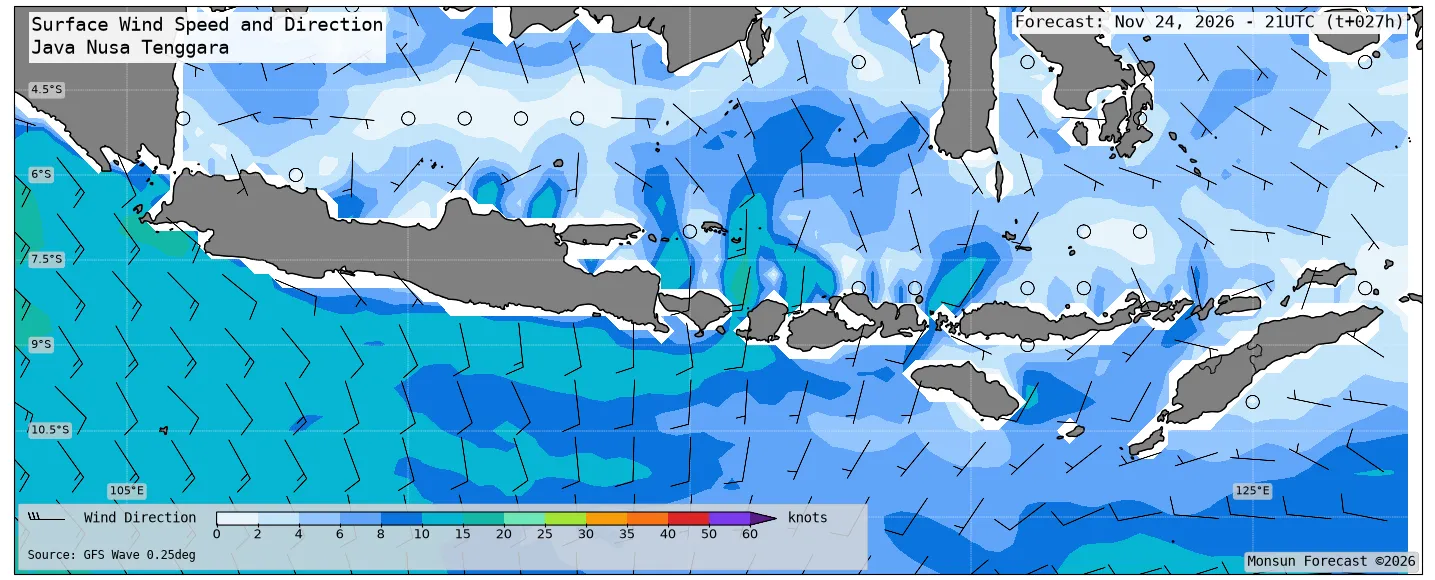 Surface Wind Speed and Direction
Java Nusa Tenggara
Forecast: Nov 24, 2026 - 21UTC (t+027h)
4.5°S
6°S
7.5°S
9°S
10.5°S
105°E
125°E
Wind Direction
0 2 4 6 8 10 15 20 25 30 35 40 50 60
knots
Source: GFS Wave 0.25deg
Monsun Forecast ©2026